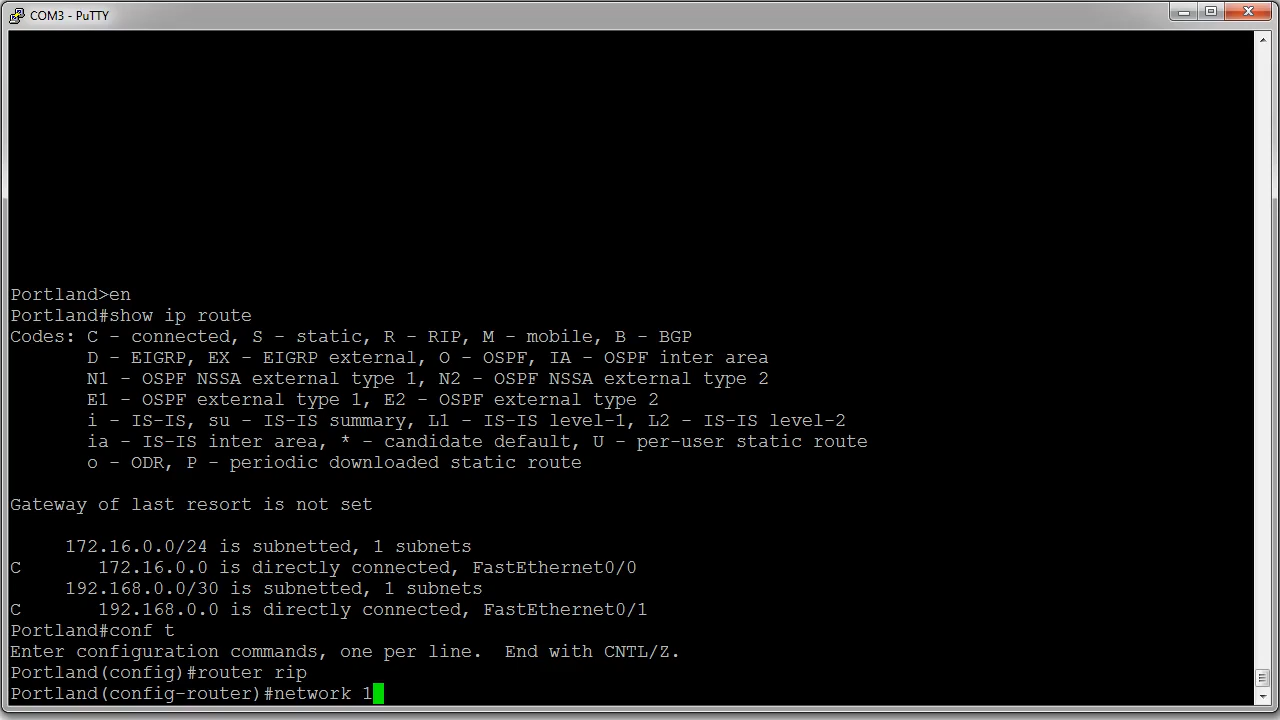 COM3 - PuTTY
Portland>en
Portland#show ip route
Codes: C - connected, S - static, R - RIP, M - mobile, B - BGP
       D - EIGRP, EX - EIGRP external, O - OSPF, IA - OSPF inter area
       N1 - OSPF NSSA external type 1, N2 - OSPF NSSA external type 2
       E1 - OSPF external type 1, E2 - OSPF external type 2
       i - IS-IS, su - IS-IS summary, L1 - IS-IS level-1, L2 - IS-IS level-2
       ia - IS-IS inter area, * - candidate default, U - per-user static route
       o - ODR, P - periodic downloaded static route
Gateway of last resort is not set
     172.16.0.0/24 is subnetted, 1 subnets
C       172.16.0.0 is directly connected, FastEthernet0/0
     192.168.0.0/30 is subnetted, 1 subnets
C       192.168.0.0 is directly connected, FastEthernet0/1
Portland#conf t
Enter configuration commands, one per line.  End with CNTL/Z.
Portland(config)#router rip
Portland(config-router)#network 1